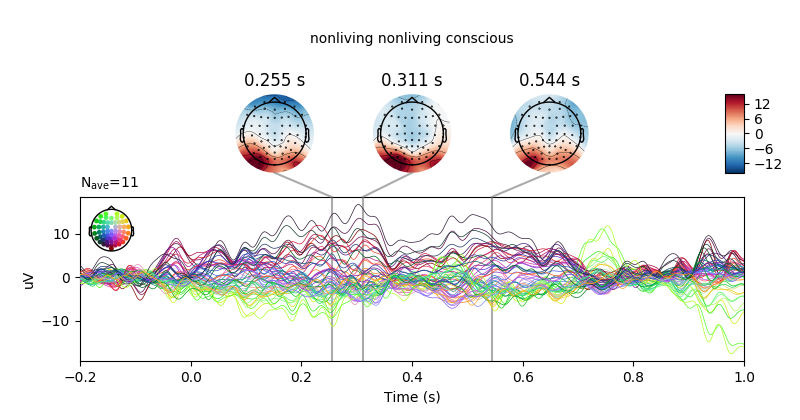 nonliving nonliving conscious
0.255 s 0.311 s 0.544 s
12
6
0
−6
−12
Nave=11
10
0
−10
uV
−0.2 0.0 0.2 0.4 0.6 0.8 1.0
Time (s)